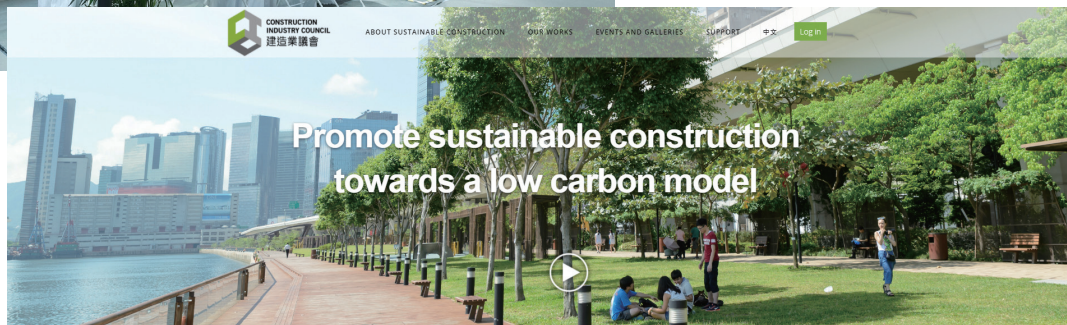 CONSTRUCTION
INDUSTRY COUNCIL
建造業議會
ABOUT SUSTAINABLE CONSTRUCTION OUR WORKS EVENTS AND GALLERIES SUPPORT 中文 Log in
Promote sustainable construction
towards a low carbon model